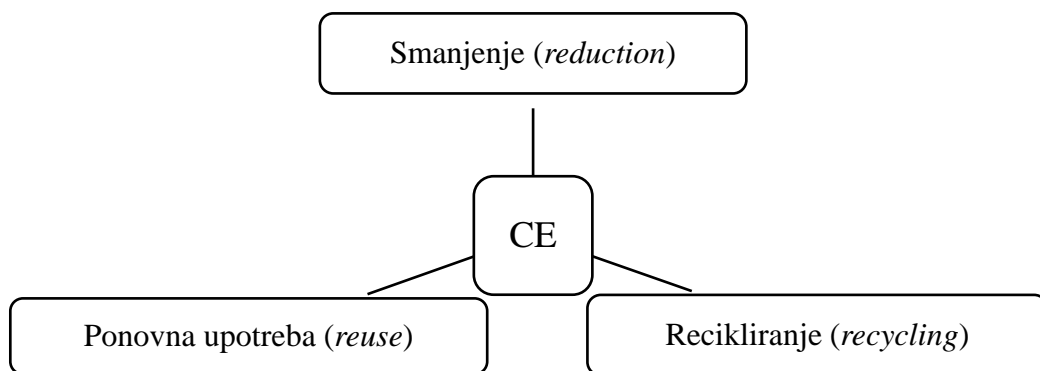 Smanjenje (reduction)
CE
Ponovna upotreba (reuse)
Recikliranje (recycling)